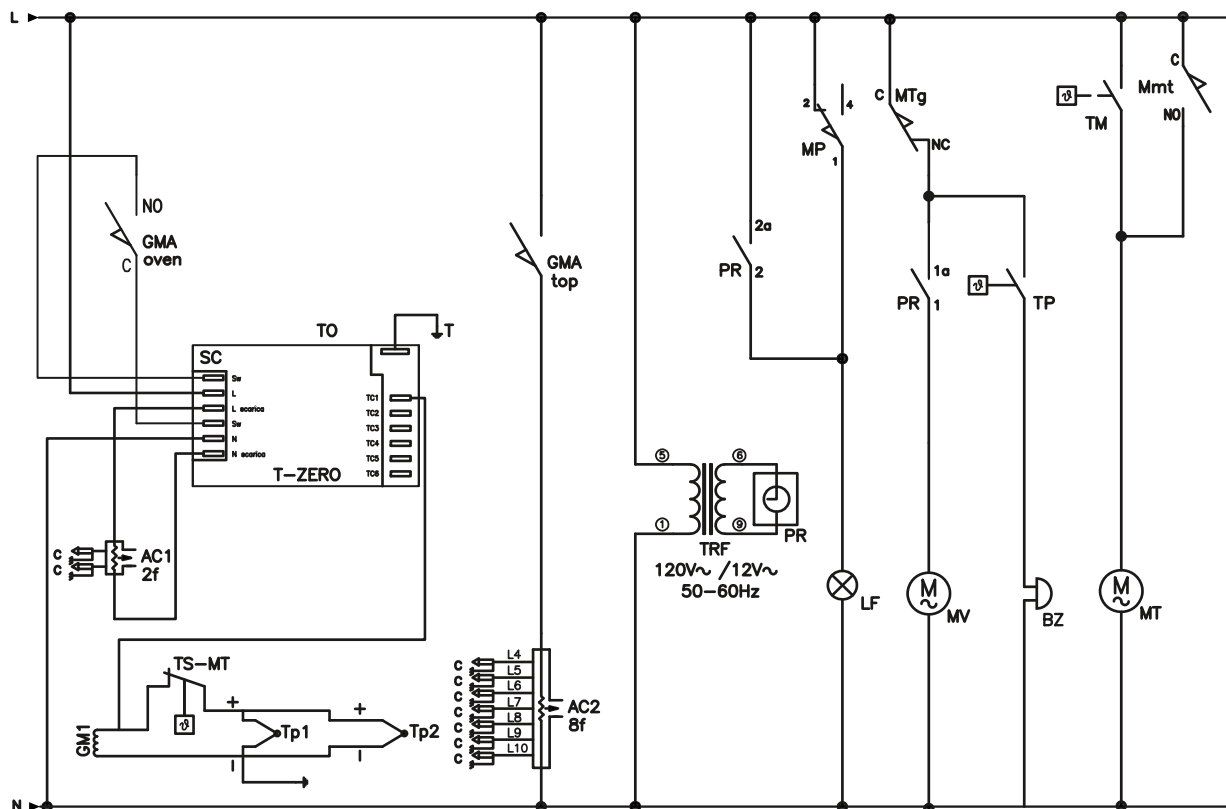 L
C
2
4
C
MTg
Mmt
TM
NO
MP
1
NC
NO
GMA
oven
C
GMA
top
2a
PR
2
1a
PR
1
TP
TO
T
SC
Sw
L
L scarica
Sw
N
N scarica
TC1
TC2
TC3
TC4
TC5
TC6
T-ZERO
5
6
1
9
PR
TRF
120V~ /12V~
50-60Hz
C
C
AC1
2f
LF
M
~
MV
BZ
M
~
MT
TS-MT
ϑ
ϑ
ϑ
GM1
+
Tp1
+
Tp2
L4
L5
L6
L7
L8
L9
L10
C
C
C
C
C
C
C
AC2
8f
N